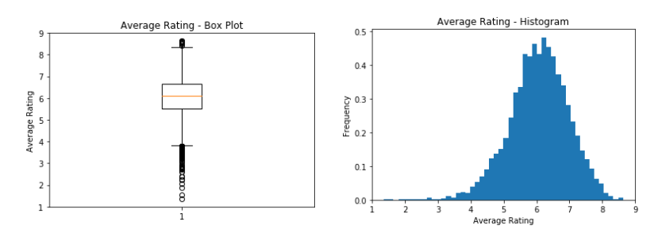 Average Rating - Box Plot
Average Rating
9
8
7
6
5
4
3
2
1
1
Average Rating - Histogram
Frequency
0.5
0.4
0.3
0.2
0.1
0.0
1 2 3 4 5 6 7 8 9
Average Rating